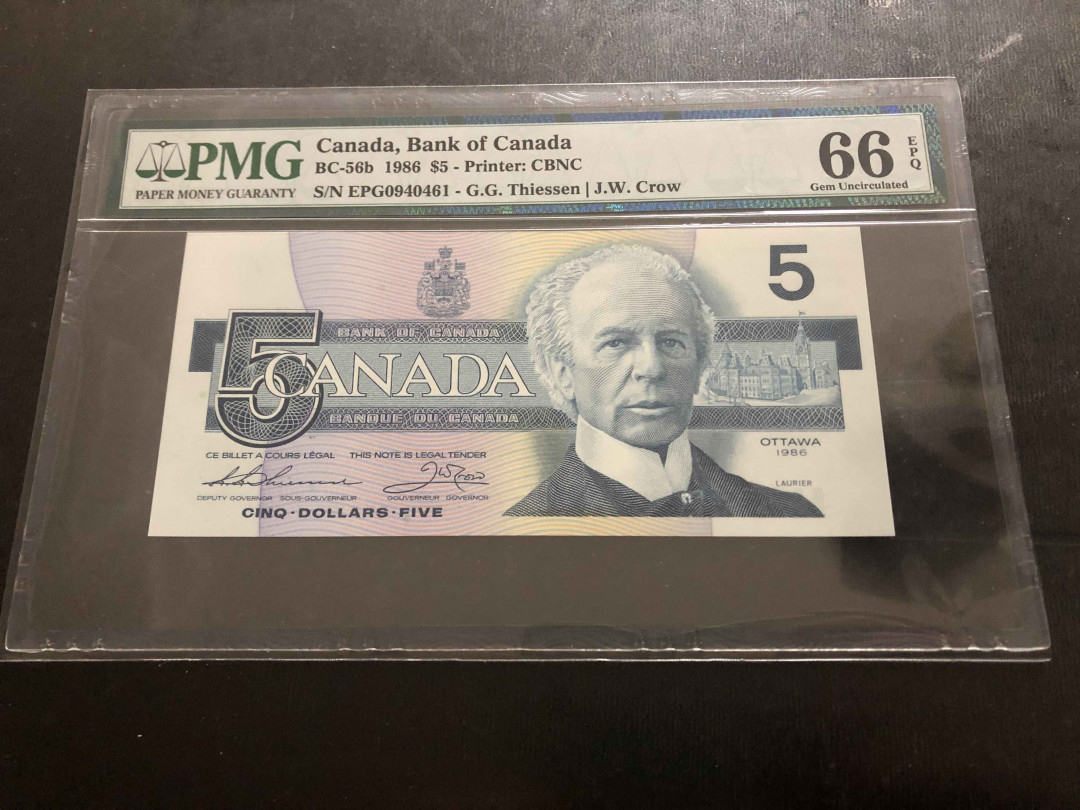 PMG
PAPER MONEY GUARANTY
Canada, Bank of Canada
BC-56b 1986 $5 - Printer: CBNC
S/N EPG0940461 - G.G. Thiessen | J.W. Crow
66 EPQ
Gem Uncirculated
5
5
BANK OF CANADA
CANADA
BANQUE DU CANADA
CE BILLET A COURS LÉGAL THIS NOTE IS LEGAL TENDER
DEPUTY GOVERNOR SOUS-GOUVERNEUR GOUVERNEUR GOVERNOR
CINQ·DOLLARS·FIVE
OTTAWA
1986
LAURIER